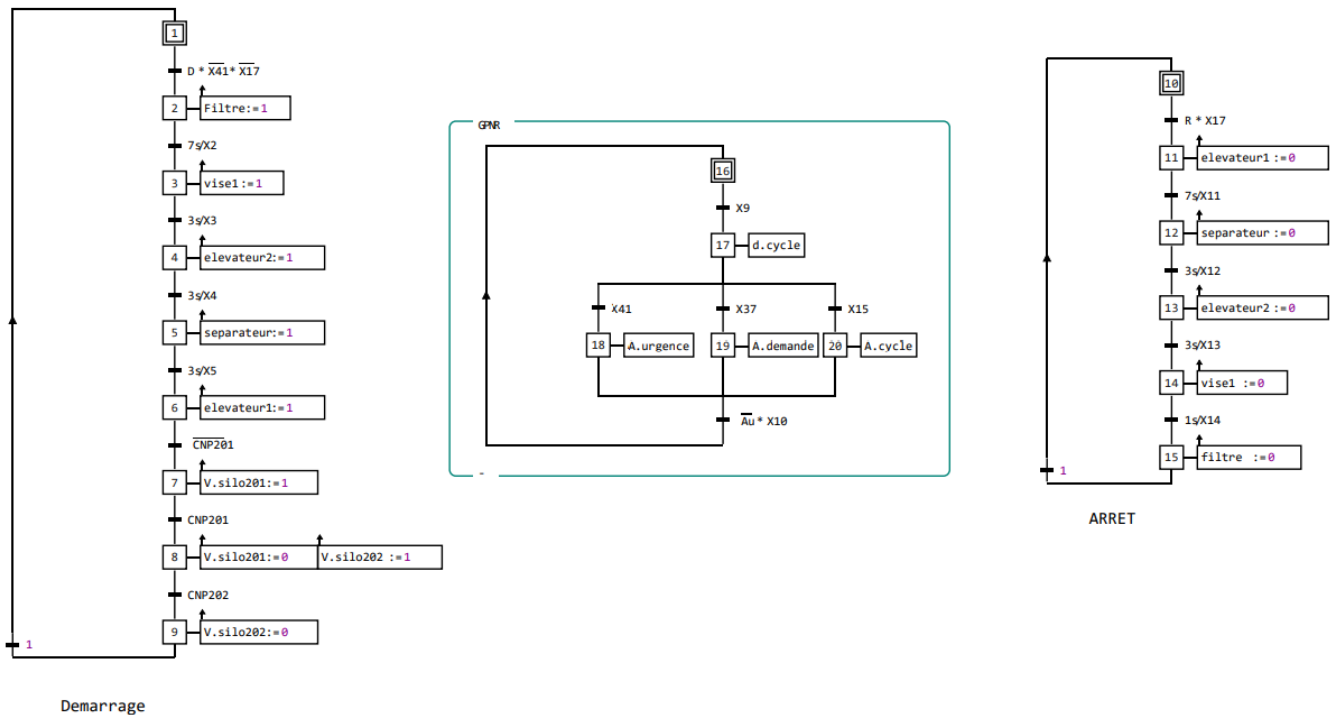 1
D * X41* X17
2 Filtre:=1
7s/X2
3 vise1:=1
3s/X3
4 elevateur2:=1
3s/X4
5 separateur:=1
3s/X5
6 elevateur1:=1
CNP201
7 V.silo201:=1
CNP201
8 V.silo201:=0 V.silo202 :=1
CNP202
9 V.silo202:=0
1
Demarrage
GPNR
16
X9
17 d.cycle
X41 X37 X15
18 A.urgence 19 A.demande 20 A.cycle
Au * X10
-
10
R * X17
11 elevateur1 :=0
7s/X11
12 separateur :=0
3s/X12
13 elevateur2 :=0
3s/X13
14 vise1 :=0
1s/X14
15 filtre :=0
1
ARRET